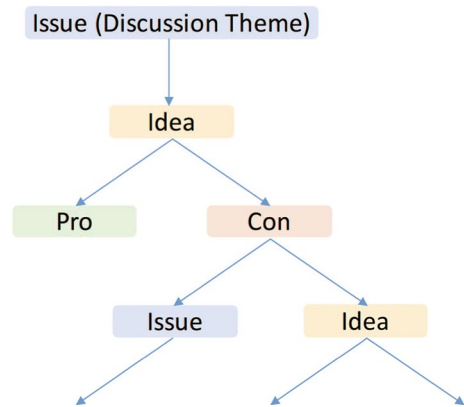 Issue (Discussion Theme)
Idea
Pro
Con
Issue
Idea